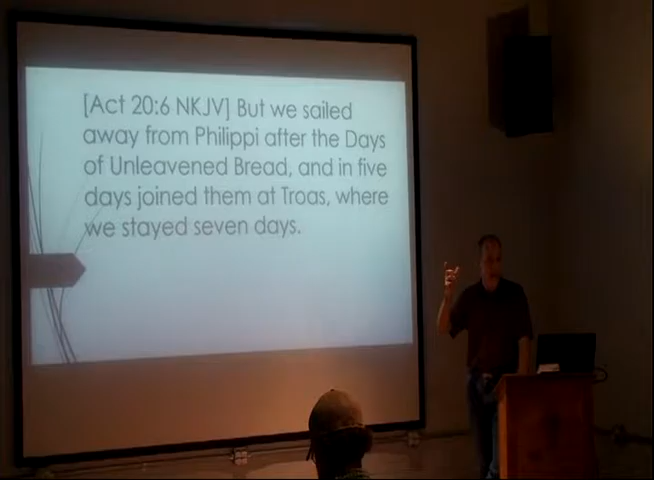 [Act 20:6 NKJV] But we sailed
away from Philippi after the Days
of Unleavened Bread, and in five
days joined them at Troas, where
we stayed seven days.